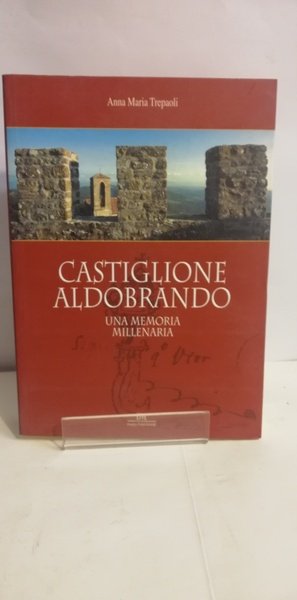 Anna Maria Trepaoli
CASTIGLIONE
ALDOBRANDO
UNA MEMORIA
MILLENARIA